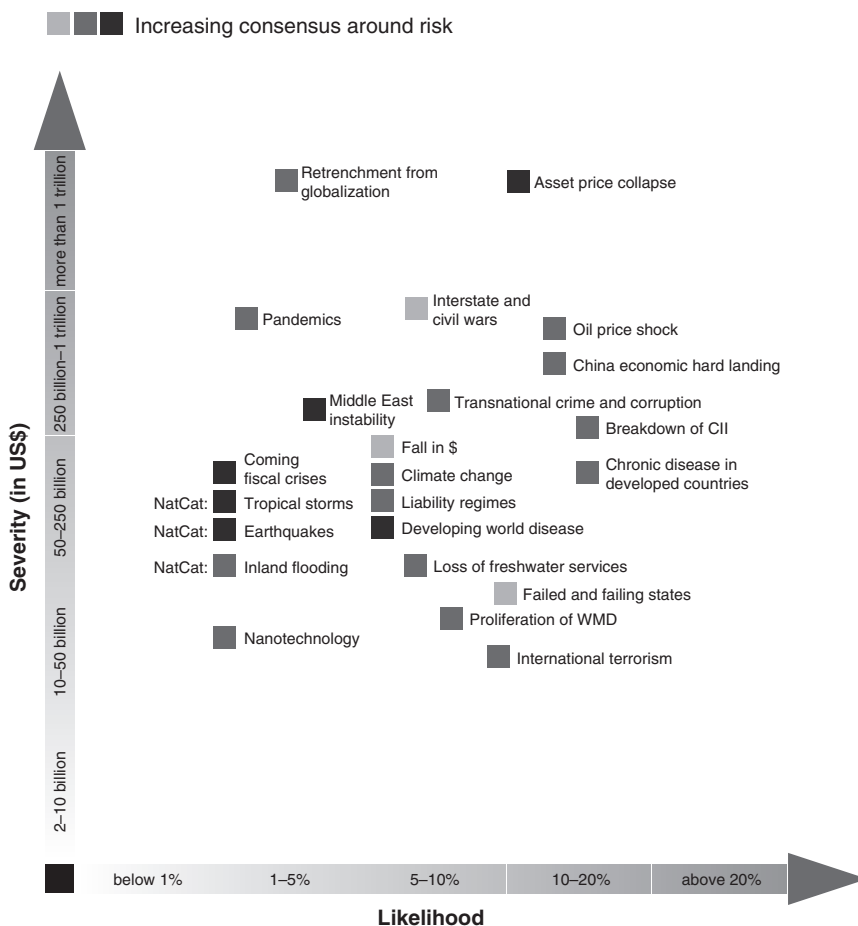 Increasing consensus around risk
Severity (in US$)
more than 1 trillion
250 billion–1 trillion
50–250 billion
10–50 billion
2–10 billion
Retrenchment from
globalization
Asset price collapse
Pandemics
Interstate and
civil wars
Oil price shock
China economic hard landing
Middle East
instability
Transnational crime and corruption
Breakdown of CII
Fall in $
Coming
fiscal crises
Climate change
Chronic disease in
developed countries
NatCat: Tropical storms
Liability regimes
NatCat: Earthquakes
Developing world disease
NatCat: Inland flooding
Loss of freshwater services
Failed and failing states
Proliferation of WMD
Nanotechnology
International terrorism
below 1%
1–5%
5–10%
10–20%
above 20%
Likelihood